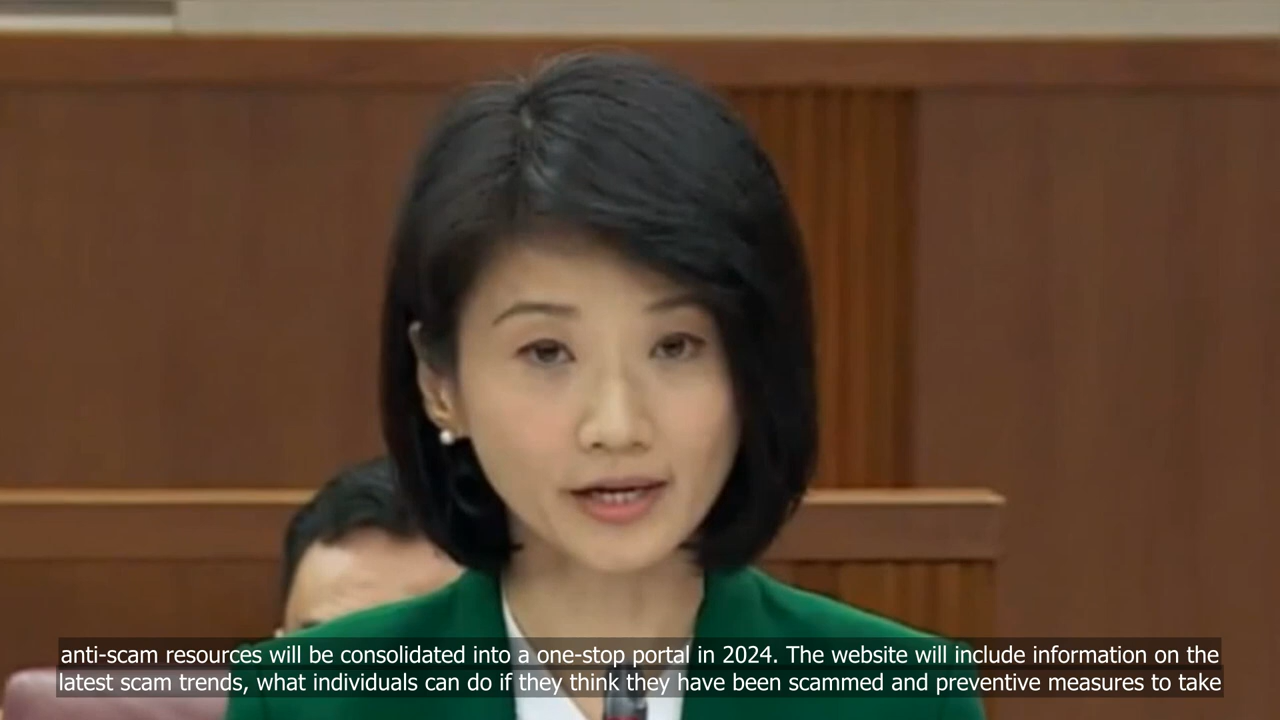 anti-scam resources will be consolidated into a one-stop portal in 2024. The website will include information on the
latest scam trends, what individuals can do if they think they have been scammed and preventive measures to take